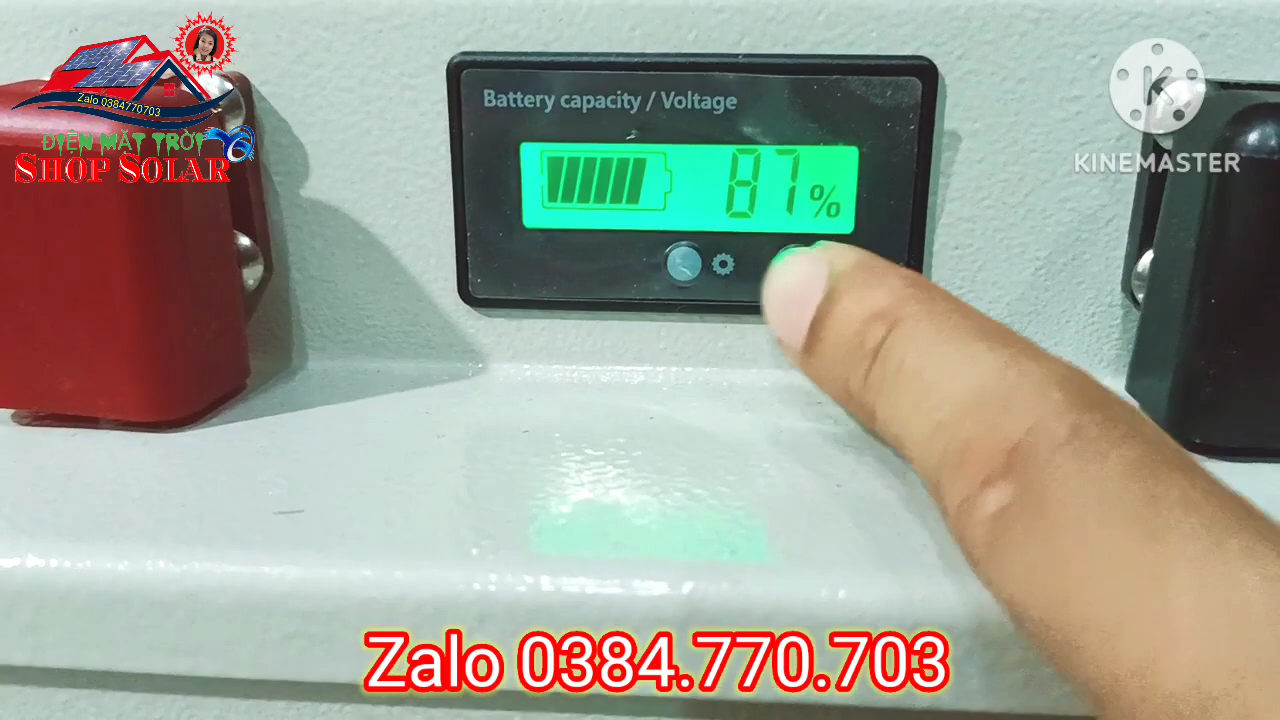 Zalo 0384770703
ĐIỆN MẶT TRỜI
SHOP SOLAR
Battery capacity / Voltage
87%
K
KINEMASTER
Zalo 0384.770.703